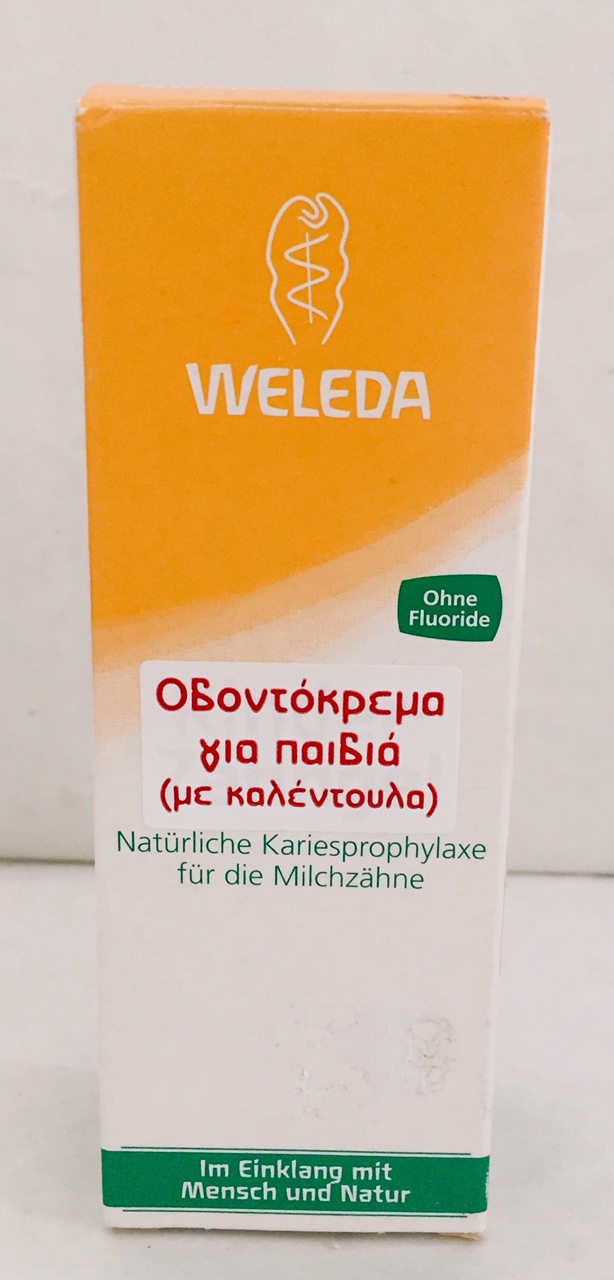 WELEDA
Ohne
Fluoride
Οδοντόκρεμα
για παιδιά
(με καλέντουλα)
Natürliche Kariesprophylaxe
für die Milchzähne
Im Einklang mit
Mensch und Natur